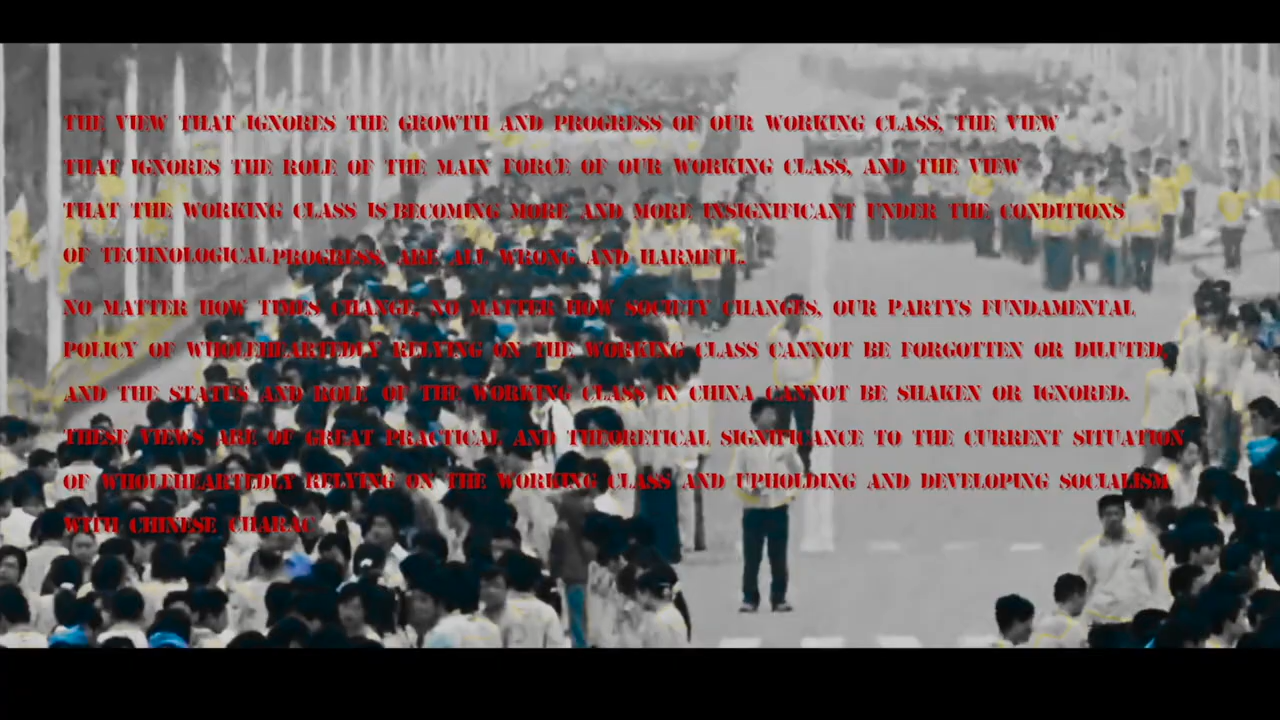 THE VIEW THAT IGNORES THE GROWTH AND PROGRESS OF OUR WORKING CLASS, THE VIEW
THAT IGNORES THE ROLE OF THE MAIN FORCE OF OUR WORKING CLASS, AND THE VIEW
THAT THE WORKING CLASS IS BECOMING MORE AND MORE INSIGNIFICANT UNDER THE CONDITIONS
OF TECHNOLOGICAL PROGRESS, ARE ALL WRONG AND HARMFUL.
NO MATTER HOW TIMES CHANGE, NO MATTER HOW SOCIETY CHANGES, OUR PARTYS FUNDAMENTAL
POLICY OF WHOLEHEARTEDLY RELYING ON THE WORKING CLASS CANNOT BE FORGOTTEN OR DILUTED,
AND THE STATUS AND ROLE OF THE WORKING CLASS IN CHINA CANNOT BE SHAKEN OR IGNORED.
THESE VIEWS ARE OF GREAT PRACTICAL AND THEORETICAL SIGNIFICANCE TO THE CURRENT SITUATION
OF WHOLEHEARTEDLY RELYING ON THE WORKING CLASS AND UPHOLDING AND DEVELOPING SOCIALISM
WITH CHINESE CHARAC